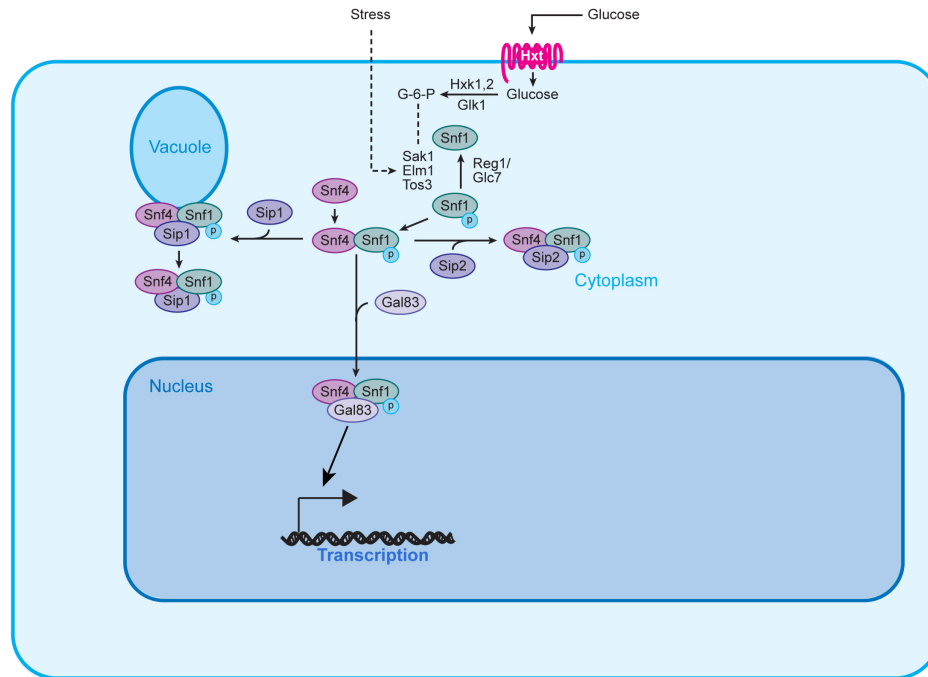 Stress
Glucose
Hxt
Glucose
Hxk1,2
G-6-P
Glk1
Snf1
Sak1
Elm1
Tos3
Reg1/
Glc7
Vacuole
Snf4
Snf1
p
Snf4
Snf1
Sip1
p
Sip1
Snf4
Snf1
p
Sip2
Snf4
Snf1
Sip2
p
Cytoplasm
Snf4
Snf1
Sip1
p
Gal83
Nucleus
Snf4
Snf1
Gal83
p
Transcription